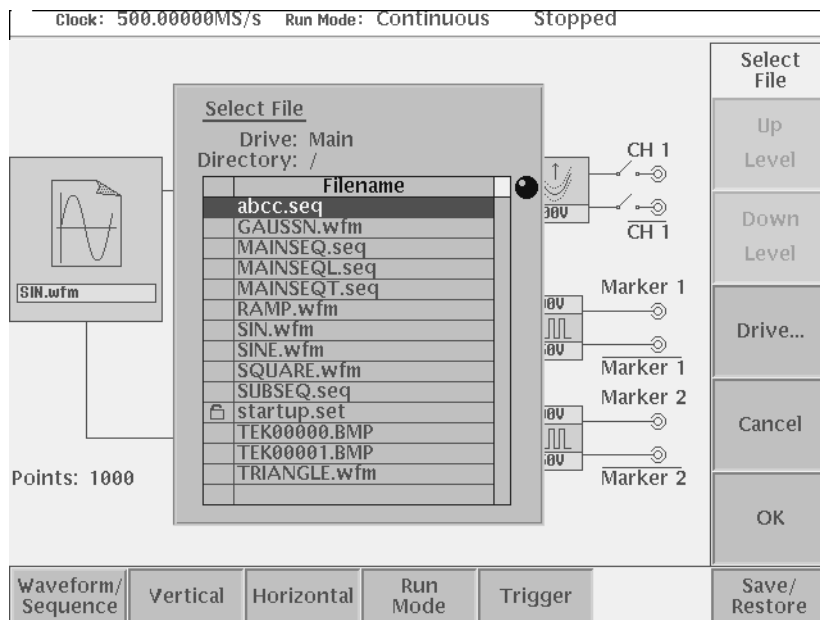 Clock: 500.00000MS/s Run Mode: Continuous Stopped
Select File
Drive: Main
Directory: /
Filename
abcc.seq
GAUSSN.wfm
MAINSEQ.seq
MAINSEQL.seq
MAINSEQT.seq
RAMP.wfm
SIN.wfm
SINE.wfm
SQUARE.wfm
SUBSEQ.seq
startup.set
TEK00000.BMP
TEK00001.BMP
TRIANGLE.wfm
SIN.wfm
Points: 1000
CH 1
CH 1
Marker 1
Marker 1
Marker 2
Marker 2
Select
File
Up
Level
Down
Level
Drive...
Cancel
OK
Waveform/
Sequence
Vertical
Horizontal
Run
Mode
Trigger
Save/
Restore